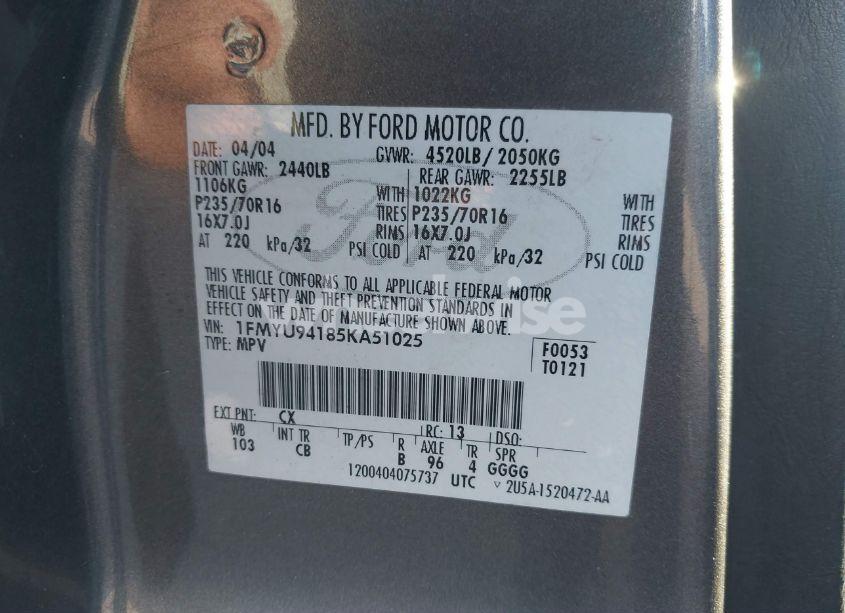 MFD. BY FORD MOTOR CO.
DATE: 04/04 GVWR: 4520LB/ 2050KG
FRONT GAWR: 2440LB REAR GAWR: 2255LB
1106KG WITH 1022KG WITH
P235/70R16 TIRES P235/70R16 TIRES
16X7.0J RIMS 16X7.0J RIMS
AT 220 kPa/32 PSI COLD AT 220 kPa/32 PSI COLD
THIS VEHICLE CONFORMS TO ALL APPLICABLE FEDERAL MOTOR
VEHICLE SAFETY AND THEFT PREVENTION STANDARDS IN
EFFECT ON THE DATE OF MANUFACTURE SHOWN ABOVE.
VIN: 1FMYU94185KA51025
TYPE: MPV
F0053
T0121
EXT PNT: CX RC: 13 DSO:
WB INT TR TP/PS R AXLE TR SPR
103 CB B 96 4 GGGG
1200404075737 UTC ▽ 2U5A-1520472-AA
Ford